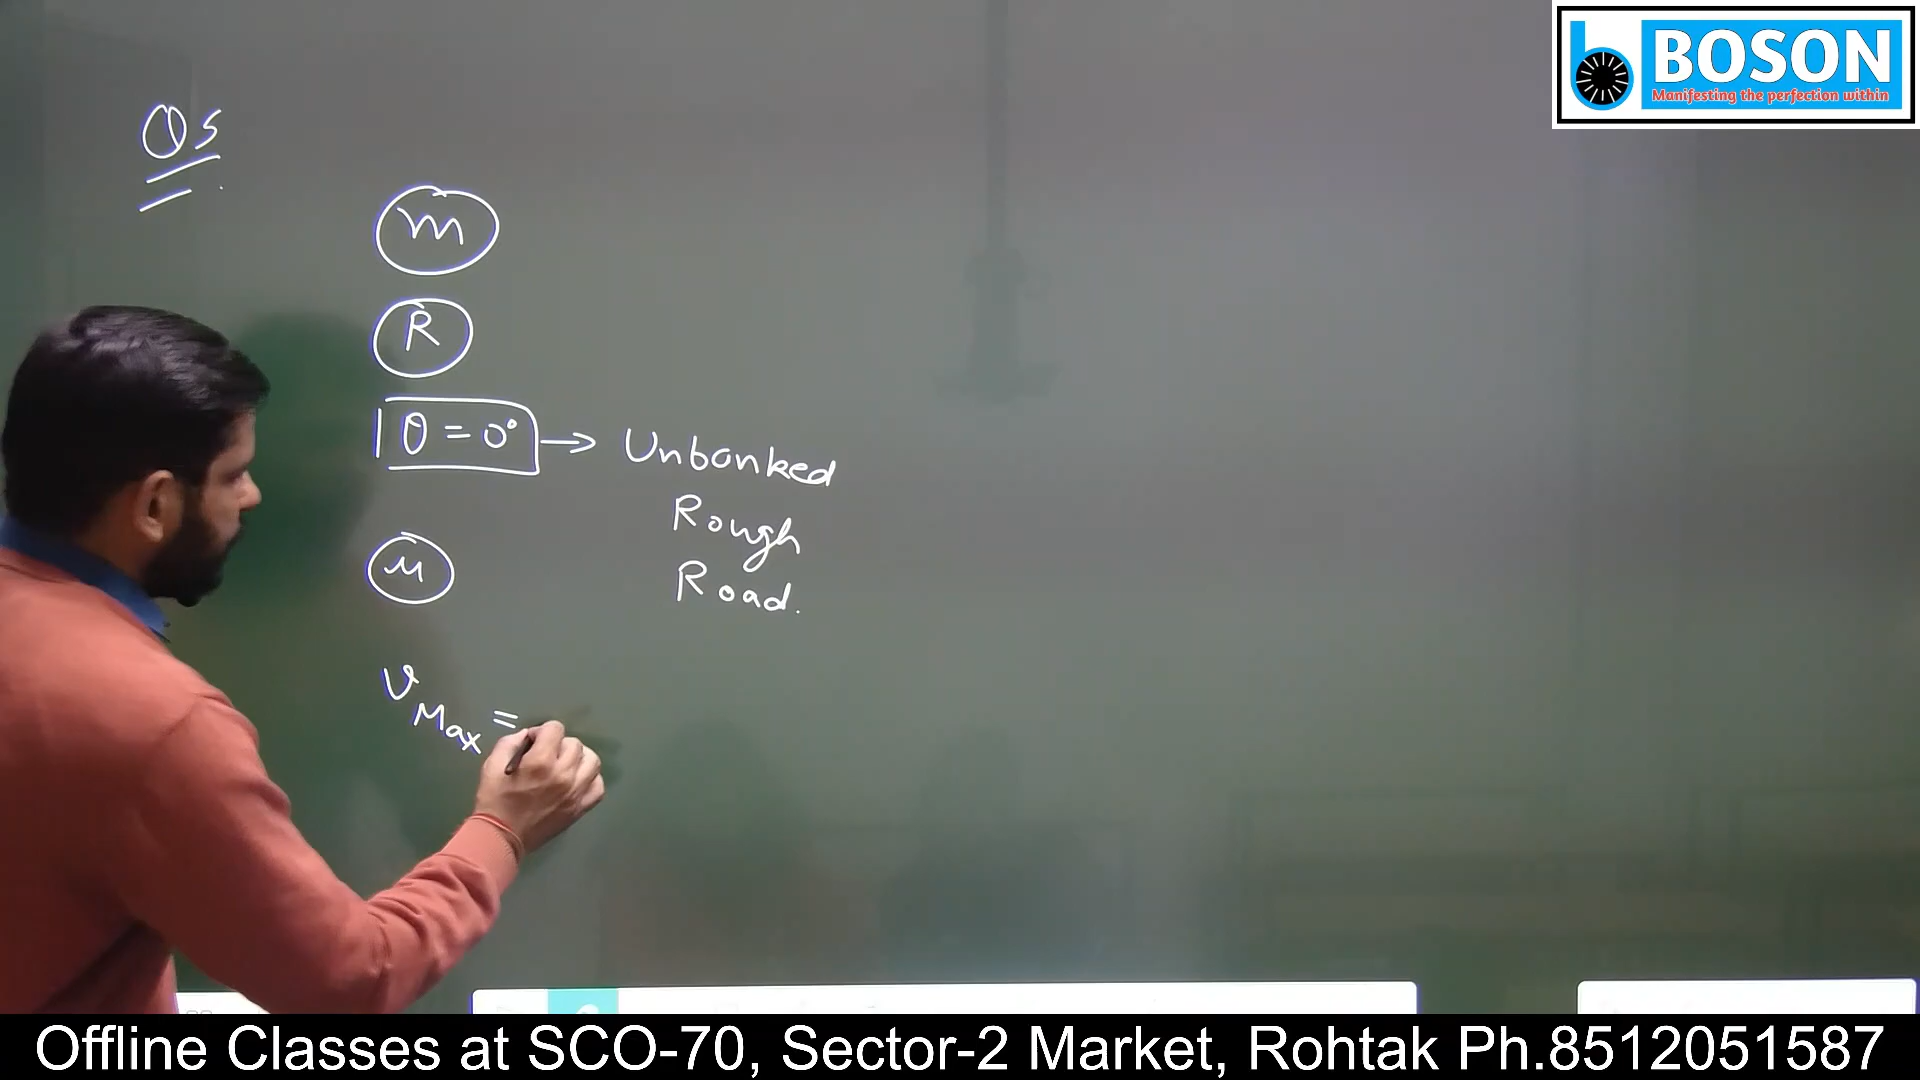 BOSON
Manifesting the perfection within
Qs
m
R
θ = 0° → Unbanked
Rough
Road.
μ
v Max =
Offline Classes at SCO-70, Sector-2 Market, Rohtak Ph.8512051587